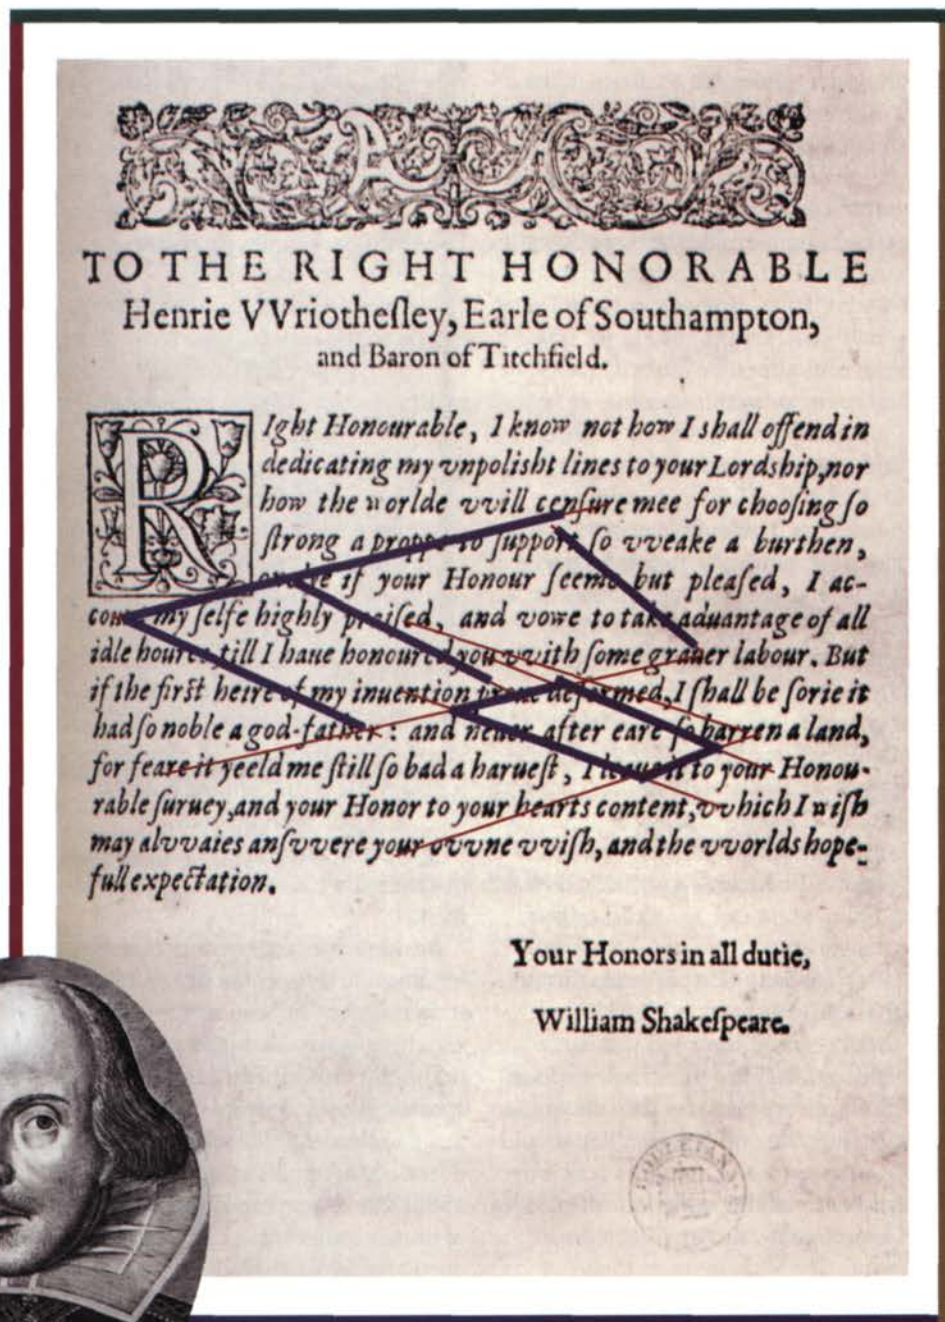 TO THE RIGHT HONORABLE
Henrie VVriotheſley, Earle of Southampton,
and Baron of Titchfield.
RIght Honourable, I know not how I shall offend in
dedicating my vnpolisht lines to your Lordship, nor
how the worlde vvill cenſure mee for chooſing ſo
ſtrong a proppe to ſupport ſo vveake a burthen,
if your Honour ſeeme but pleaſed, I ac-
my ſelfe highly praiſed, and vowe to take aduantage of all
idle houres till I haue honoured you vvith ſome grauer labour. But
if the firſt heire of my inuention proue deformed, I ſhall be ſorie it
had ſo noble a god-father: and neuer after eare ſo barren a land,
for feare it yeeld me ſtill ſo bad a harueſt, I leaue it to your Honou-
rable ſuruey, and your Honor to your hearts content, vvhich I wiſh
may alvvaies anſvvere your ovvne vviſh, and the vvorlds hope-
full expectation.
Your Honors in all dutie,
William Shakeſpeare.